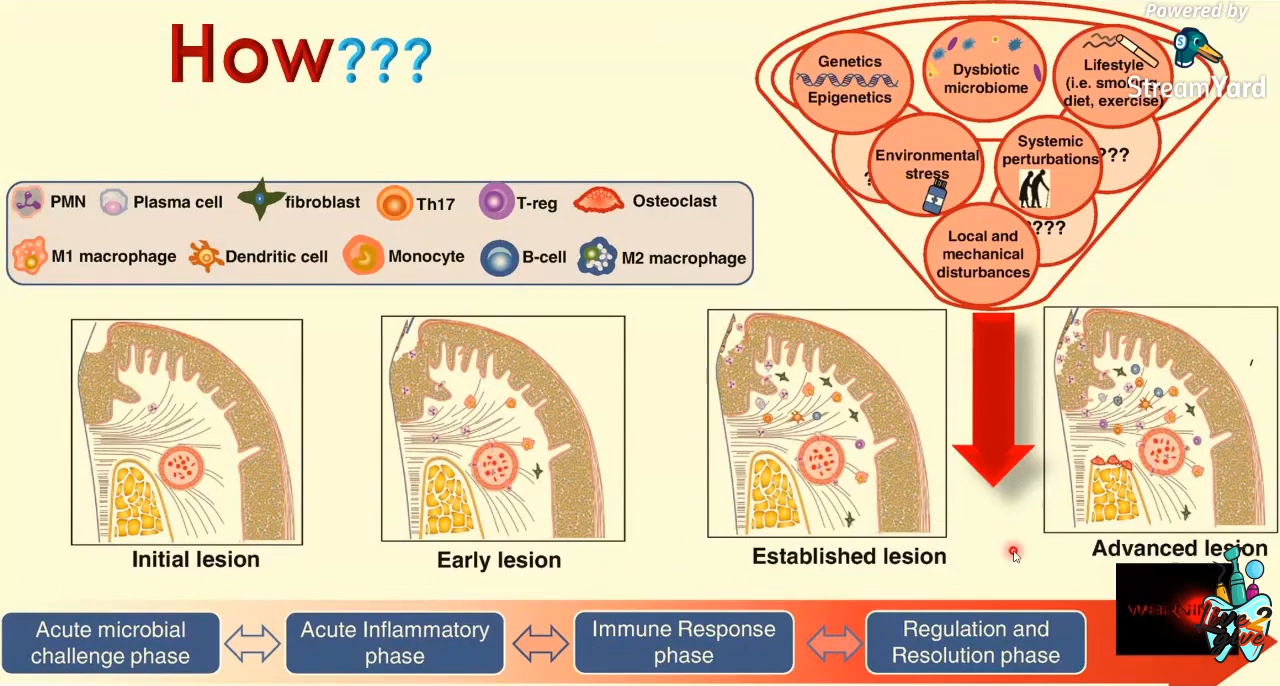 Powered by
StreamYard
How???
Genetics
Epigenetics
Dysbiotic
microbiome
Lifestyle
(i.e. smoking,
diet, exercise)
Environmental
stress
Systemic
perturbations
???
????
Local and
mechanical
disturbances
PMN
Plasma cell
fibroblast
Th17
T-reg
Osteoclast
M1 macrophage
Dendritic cell
Monocyte
B-cell
M2 macrophage
Initial lesion
Early lesion
Established lesion
Advanced lesion
Acute microbial
challenge phase
Acute Inflammatory
phase
Immune Response
phase
Regulation and
Resolution phase
Live
2
give